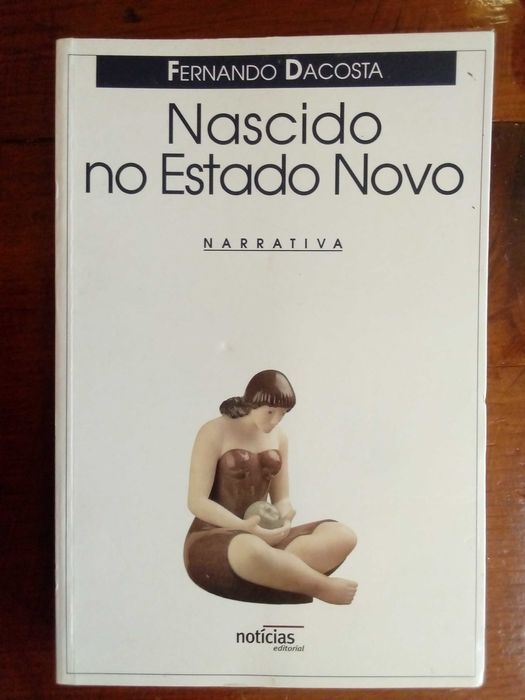 FERNANDO DACOSTA
Nascido
no Estado Novo
NARRATIVA
notícias
editorial